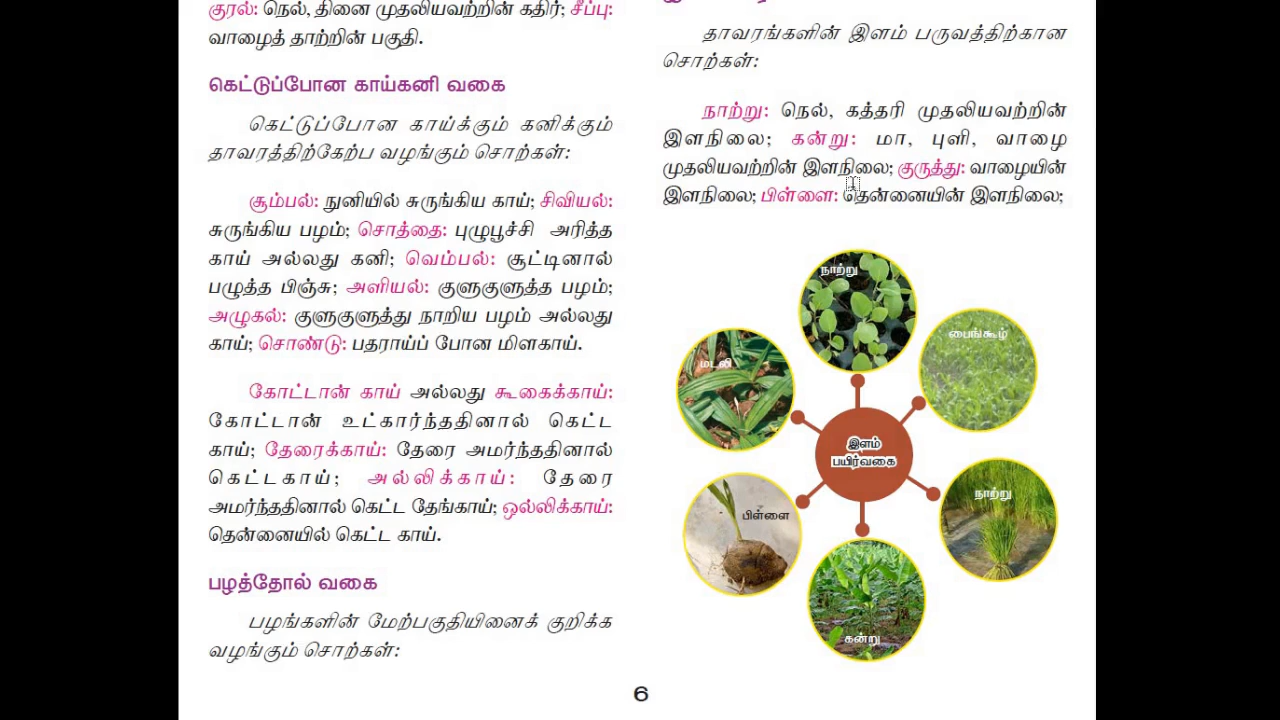 குரல்: நெல், தினை முதலியவற்றின் கதிர்; சீப்பு:
வாழைத் தாற்றின் பகுதி.
கெட்டுப்போன காய்கனி வகை
கெட்டுப்போன காய்க்கும் கனிக்கும்
தாவரத்திற்கேற்ப வழங்கும் சொற்கள்:
சூம்பல்: நுனியில் சுருங்கிய காய்; சிவியல்:
சுருங்கிய பழம்; சொத்தை: புழுபூச்சி அரித்த
காய் அல்லது கனி; வெம்பல்: சூட்டினால்
பழுத்த பிஞ்சு; அளியல்: குளுகுளுத்த பழம்;
அழுகல்: குளுகுளுத்து நாறிய பழம் அல்லது
காய்; சொண்டு: பதராய்ப் போன மிளகாய்.
கோட்டான் காய் அல்லது கூகைக்காய்:
கோட்டான் உட்கார்ந்ததினால் கெட்ட
காய்; தேரைக்காய்: தேரை அமர்ந்ததினால்
கெட்டகாய்; அல்லிக்காய்: தேரை
அமர்ந்ததினால் கெட்ட தேங்காய்; ஒல்லிக்காய்:
தென்னையில் கெட்ட காய்.
பழத்தோல் வகை
பழங்களின் மேற்பகுதியினைக் குறிக்க
வழங்கும் சொற்கள்:
தாவரங்களின் இளம் பருவத்திற்கான
சொற்கள்:
நாற்று: நெல், கத்தரி முதலியவற்றின்
இளநிலை; கன்று: மா, புளி, வாழை
முதலியவற்றின் இளநிலை; குருத்து: வாழையின்
இளநிலை; பிள்ளை: தென்னையின் இளநிலை;
நாற்று
பைங்கூழ்
மடலி
இளம்
பயிர்வகை
நாற்று
பிள்ளை
கன்று
6